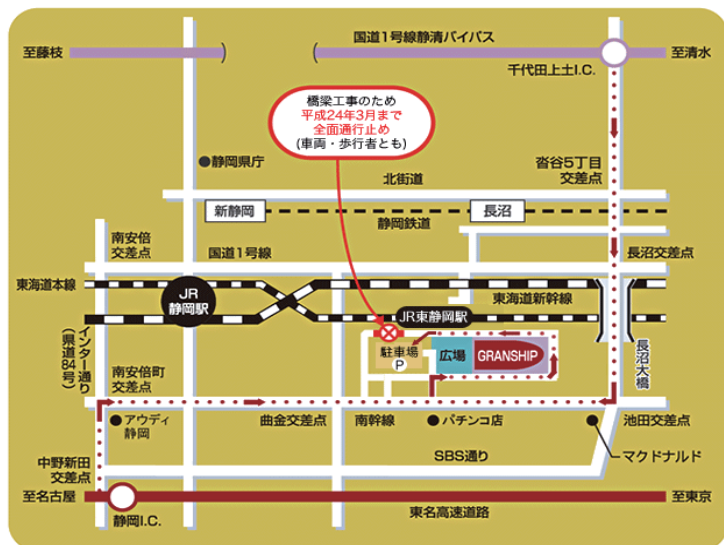 国道1号線静清バイパス
至藤枝
至清水
千代田上土I.C.
橋梁工事のため
平成24年3月まで
全面通行止め
(車両・歩行者とも)
静岡県庁
沓谷5丁目
交差点
北街道
新静岡
長沼
静岡鉄道
南安倍
交差点
国道1号線
長沼交差点
東海道本線
JR
静岡駅
東海道新幹線
JR東静岡駅
インター通り
(県道84号)
駐車場
P
広場
GRANSHIP
長沼大橋
南安倍町
交差点
アウディ
静岡
曲金交差点
南幹線
パチンコ店
池田交差点
マクドナルド
SBS通り
中野新田
交差点
至名古屋
至東京
静岡I.C.
東名高速道路